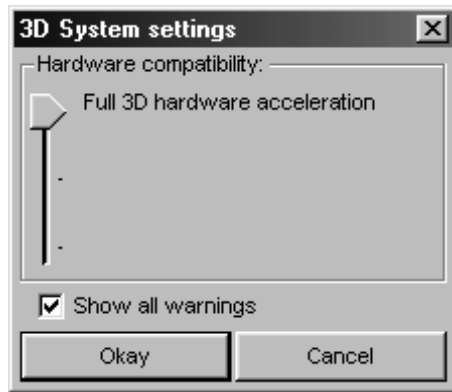 3D System settings
Hardware compatibility:
Full 3D hardware acceleration
Show all warnings
Okay
Cancel